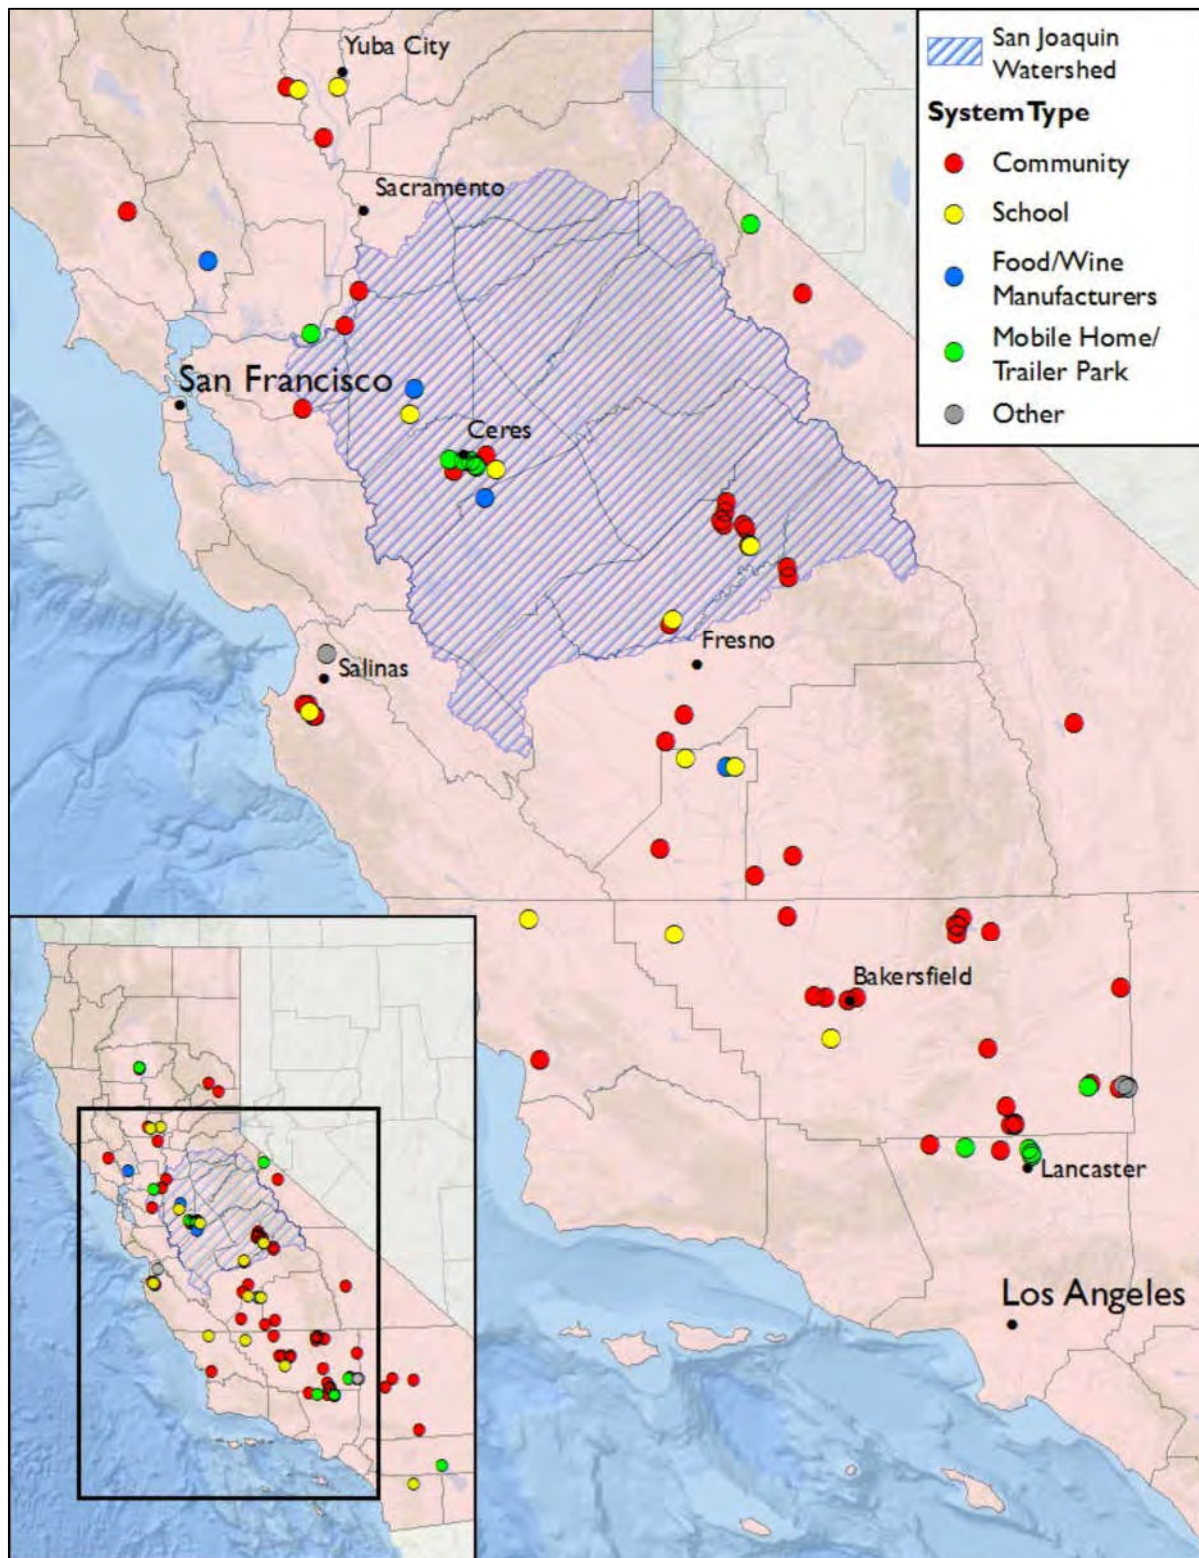 Yuba City
Sacramento
San Francisco
Ceres
Fresno
Salinas
Bakersfield
Lancaster
Los Angeles
San Joaquin
Watershed
System Type
Community
School
Food/Wine
Manufacturers
Mobile Home/
Trailer Park
Other